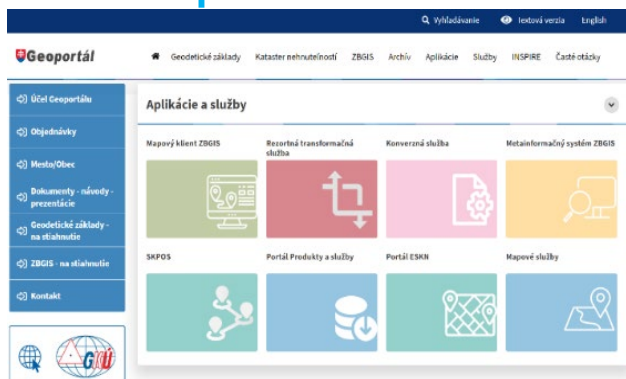 Vyhľadávanie
Textová verzia
English
Geoportál
Geodetické základy
Kataster nehnuteľností
ZBGIS
Archív
Aplikácie
Služby
INSPIRE
Časté otázky
Účel Geoportálu
Objednávky
Mesto/Obec
Dokumenty - návody -
prezentácie
Geodetické základy -
na stiahnutie
ZBGIS - na stiahnutie
Kontakt
Aplikácie a služby
Mapový klient ZBGIS
Rezortná transformačná
služba
Konverzná služba
Metainformačný systém ZBGIS
SKPOS
Portál Produkty a služby
Portál ESKN
Mapové služby
GKÚ